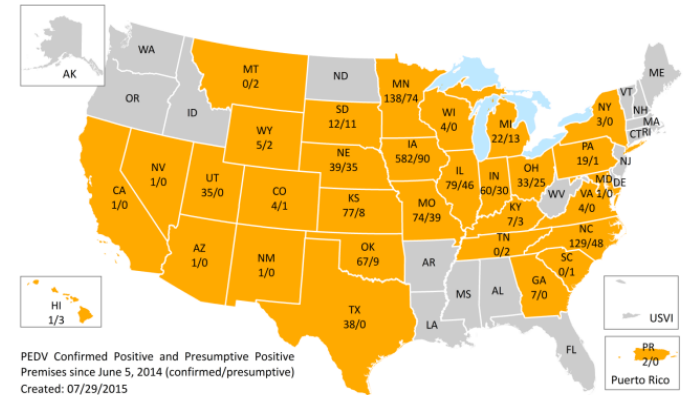 AK
WA
OR
ID
MT
0/2
ND
MN
138/74
SD
12/11
WI
4/0
MI
22/13
NY
3/0
VT
ME
NH
MA
CT
RI
WY
5/2
NE
39/35
IA
582/90
IL
79/46
IN
60/30
OH
33/25
PA
19/1
NJ
MD
1/0
DE
WV
VA
4/0
CA
1/0
NV
1/0
UT
35/0
CO
4/1
KS
77/8
MO
74/39
KY
7/3
NC
129/48
TN
0/2
SC
0/1
AZ
1/0
NM
1/0
OK
67/9
AR
MS
AL
GA
7/0
TX
38/0
LA
FL
HI
1/3
USVI
PR
2/0
Puerto Rico
PEDV Confirmed Positive and Presumptive Positive
Premises since June 5, 2014 (confirmed/presumptive)
Created: 07/29/2015